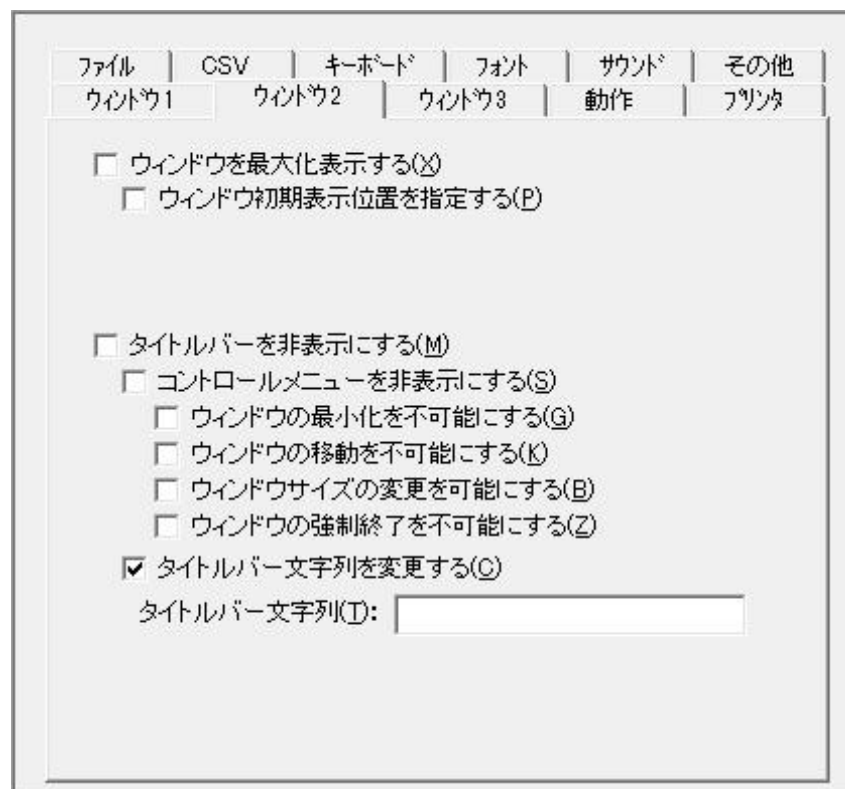 ﾌｧｲﾙ CSV ｷｰﾎﾞｰﾄﾞ ﾌｫﾝﾄ ｻｳﾝﾄﾞ その他
ｳｨﾝﾄﾞｳ1 ｳｨﾝﾄﾞｳ2 ｳｨﾝﾄﾞｳ3 動作 ﾌﾟﾘﾝﾀ
ウィンドウを最大化表示する(X)
ウィンドウ初期表示位置を指定する(P)
タイトルバーを非表示にする(M)
コントロールメニューを非表示にする(S)
ウィンドウの最小化を不可能にする(G)
ウィンドウの移動を不可能にする(K)
ウィンドウサイズの変更を可能にする(B)
ウィンドウの強制終了を不可能にする(Z)
タイトルバー文字列を変更する(C)
タイトルバー文字列(T):